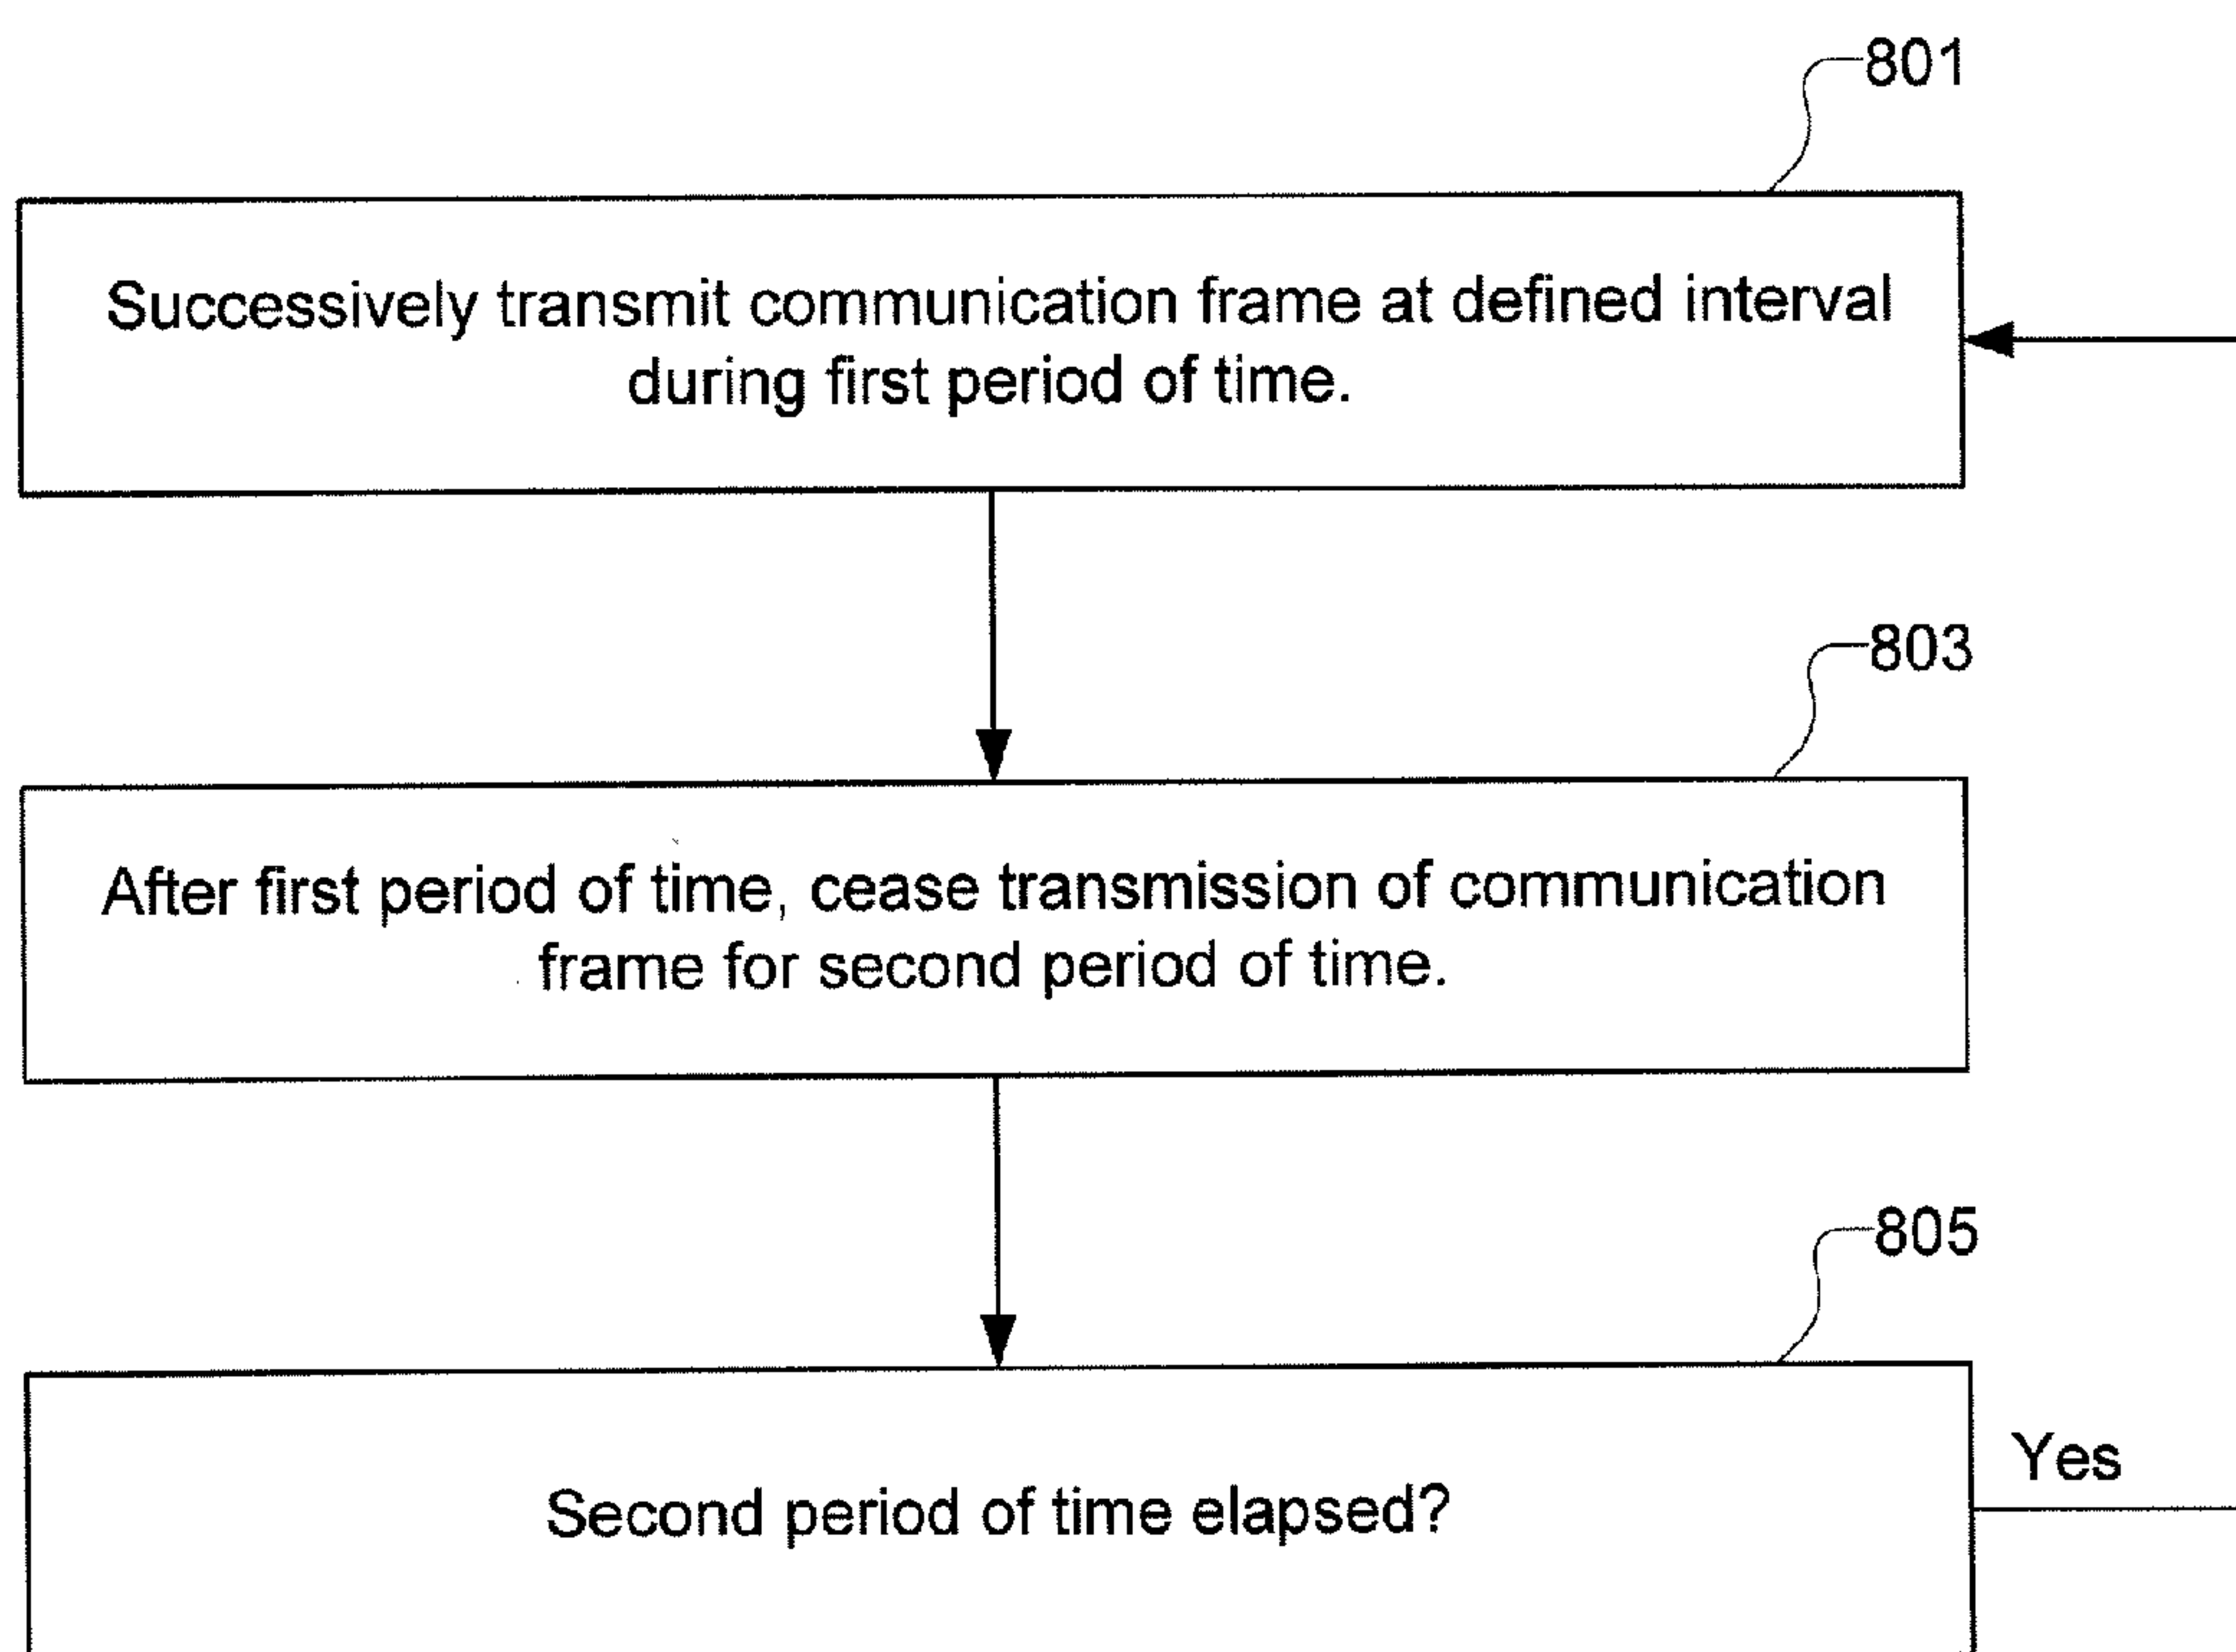 801
Successively transmit communication frame at defined interval
during first period of time.
803
After first period of time, cease transmission of communication
frame for second period of time.
805
Second period of time elapsed?
Yes